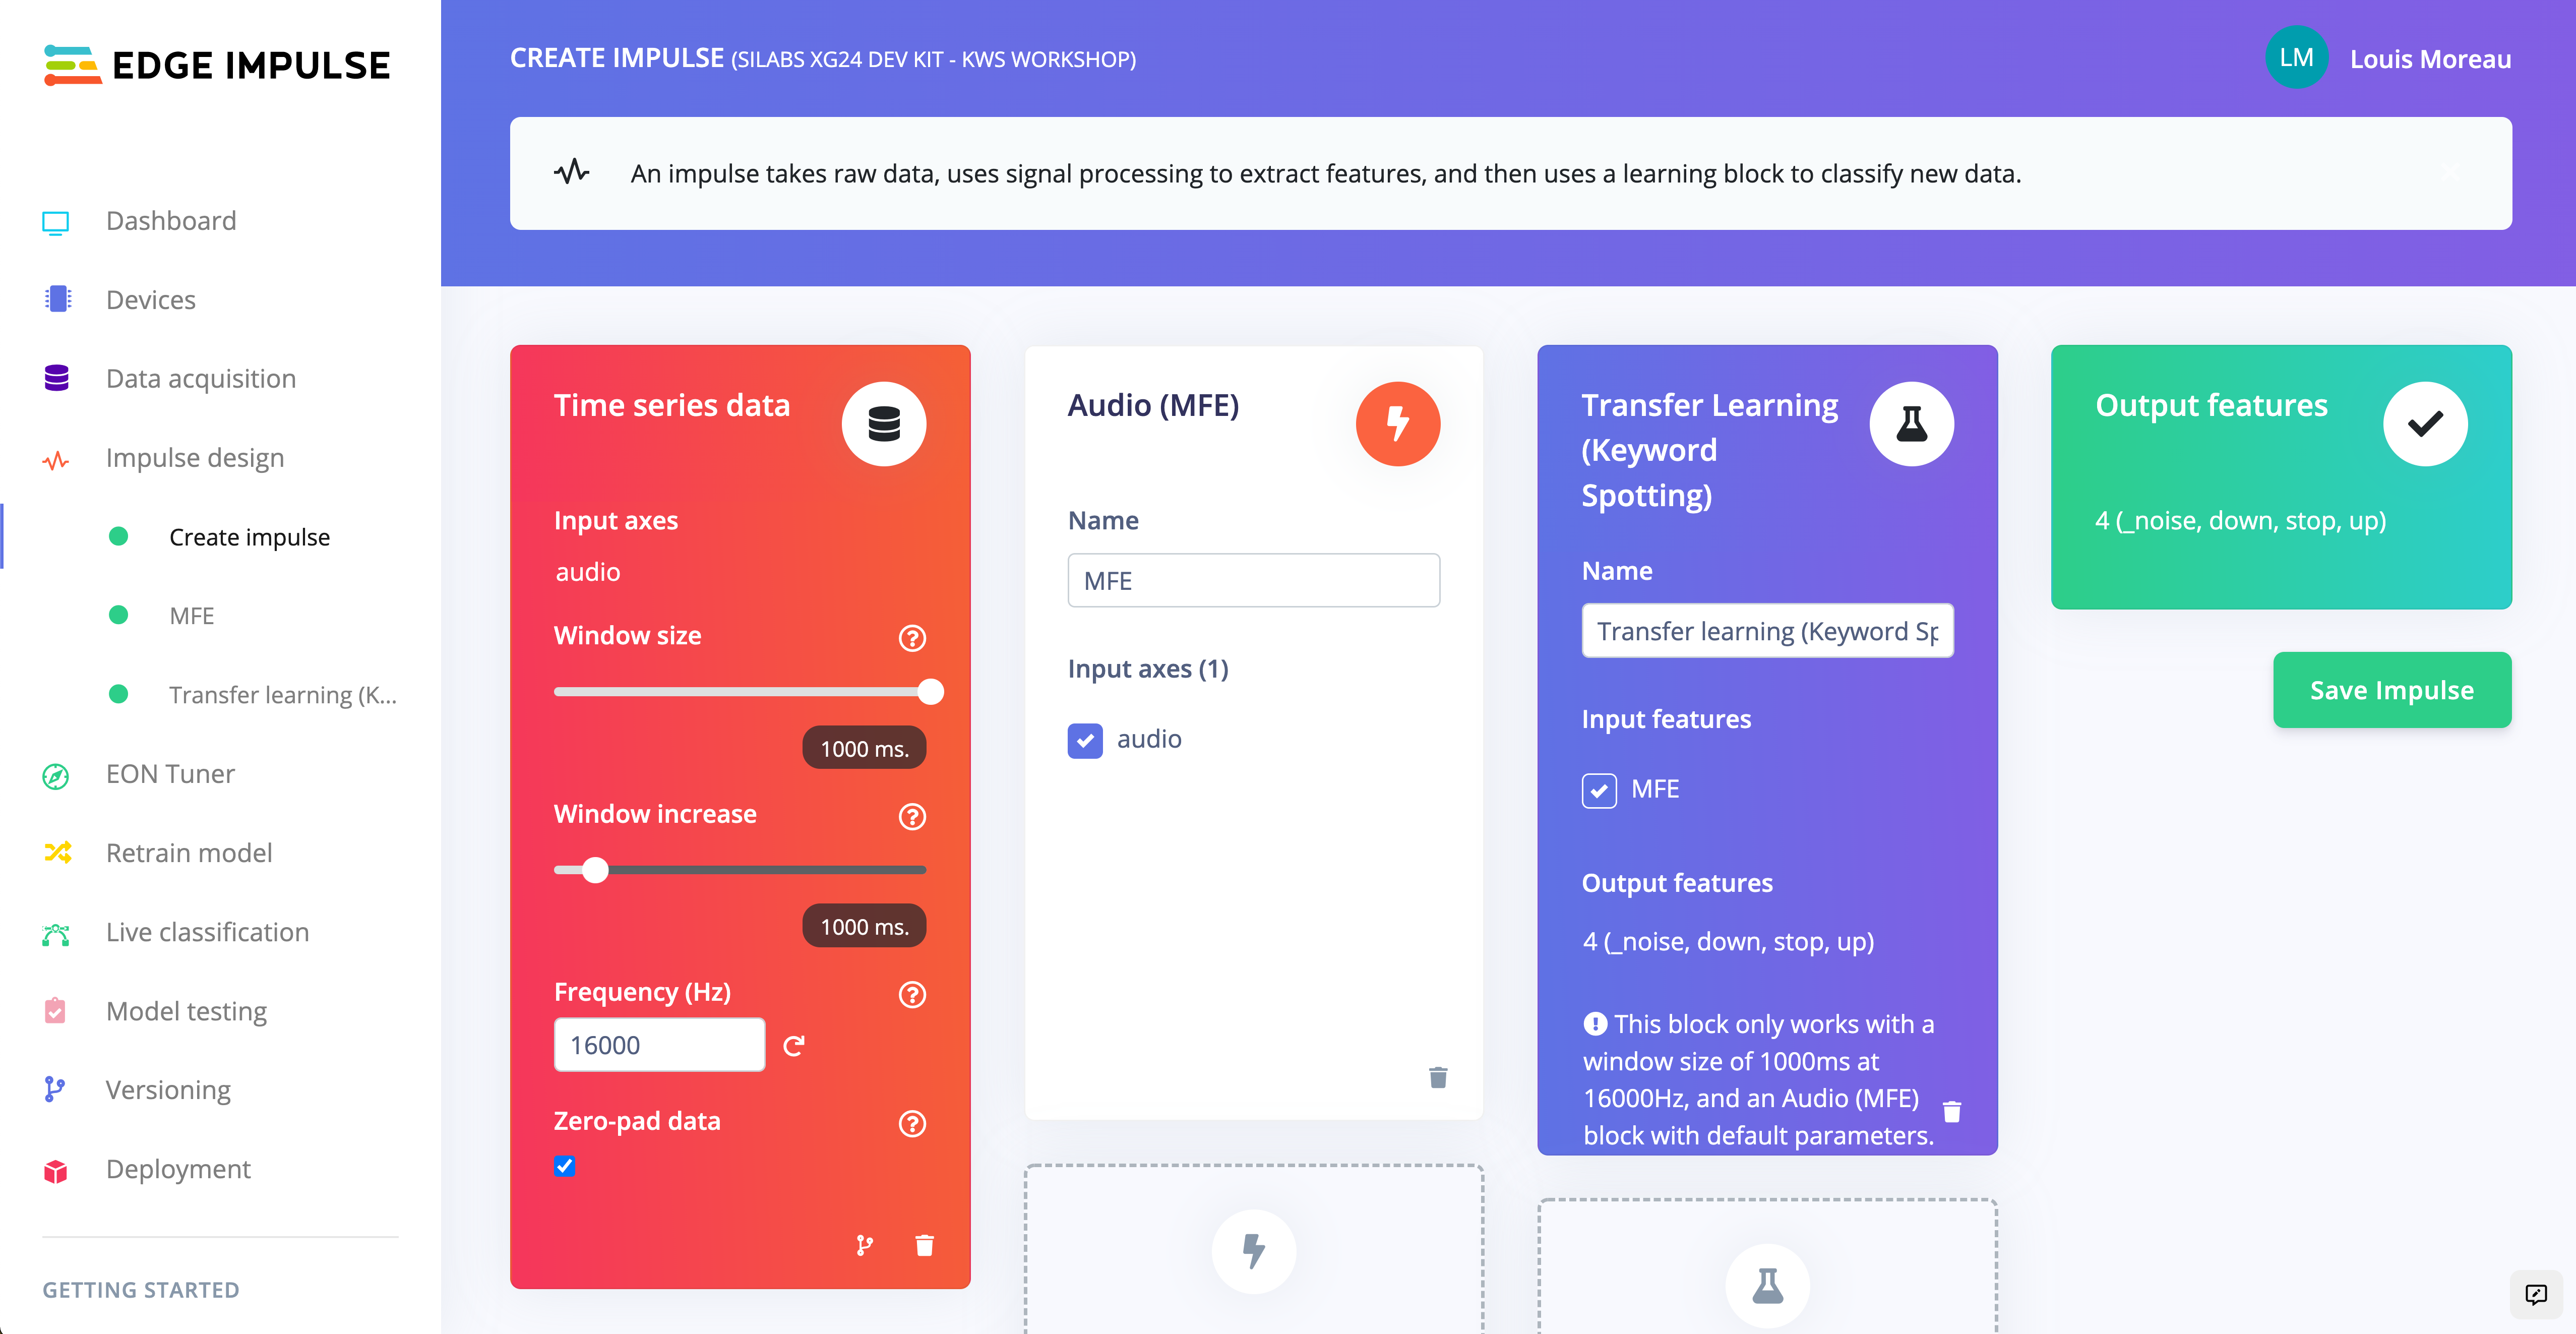 EDGE IMPULSE
Dashboard
Devices
Data acquisition
Impulse design
Create impulse
MFE
Transfer learning (K...
EON Tuner
Retrain model
Live classification
Model testing
Versioning
Deployment
GETTING STARTED
CREATE IMPULSE (SILABS XG24 DEV KIT - KWS WORKSHOP)
LM
Louis Moreau
An impulse takes raw data, uses signal processing to extract features, and then uses a learning block to classify new data.
Time series data
Input axes
audio
Window size
1000 ms.
Window increase
1000 ms.
Frequency (Hz)
16000
Zero-pad data
Audio (MFE)
Name
MFE
Input axes (1)
audio
Transfer Learning
(Keyword
Spotting)
Name
Transfer learning (Keyword Sp
Input features
MFE
Output features
4 (_noise, down, stop, up)
This block only works with a
window size of 1000ms at
16000Hz, and an Audio (MFE)
block with default parameters.
Output features
4 (_noise, down, stop, up)
Save Impulse